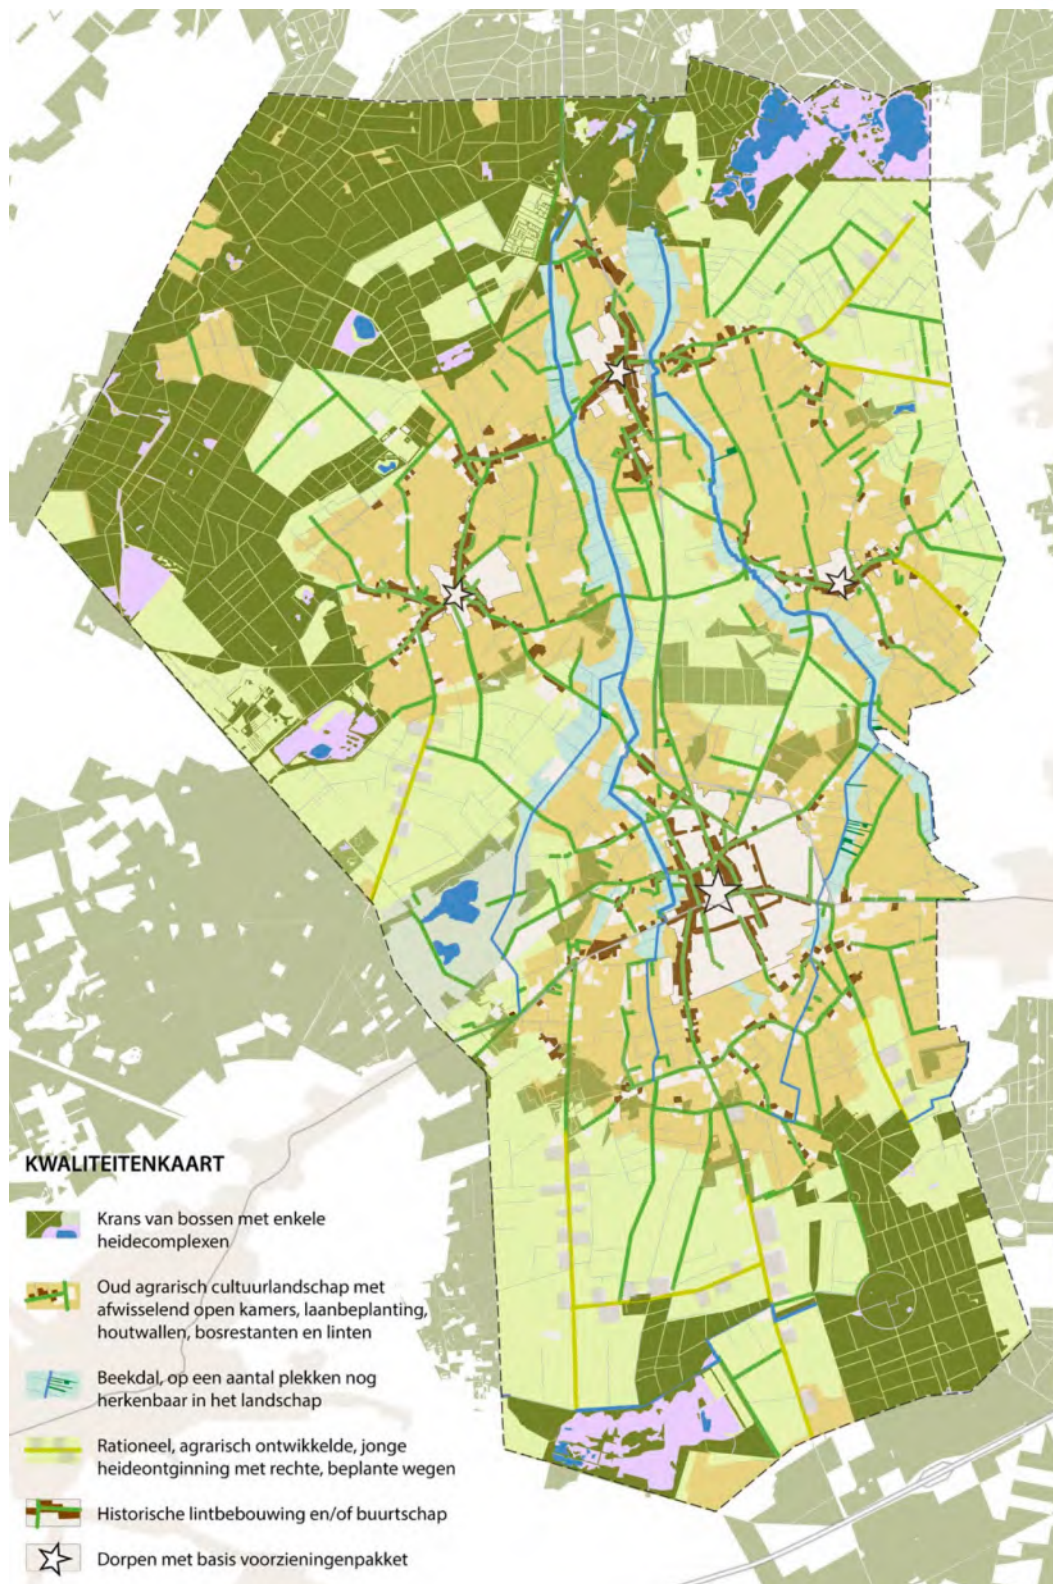 KWALITEITENKAART
Krans van bossen met enkele
heidecomplexen
Oud agrarisch cultuurlandschap met
afwisselend open kamers, laanbeplanting,
houtwallen, bosrestanten en linten
Beekdal, op een aantal plekken nog
herkenbaar in het landschap
Rationeel, agrarisch ontwikkelde, jonge
heideontginning met rechte, beplante wegen
Historische lintbebouwing en/of buurtschap
Dorpen met basis voorzieningenpakket